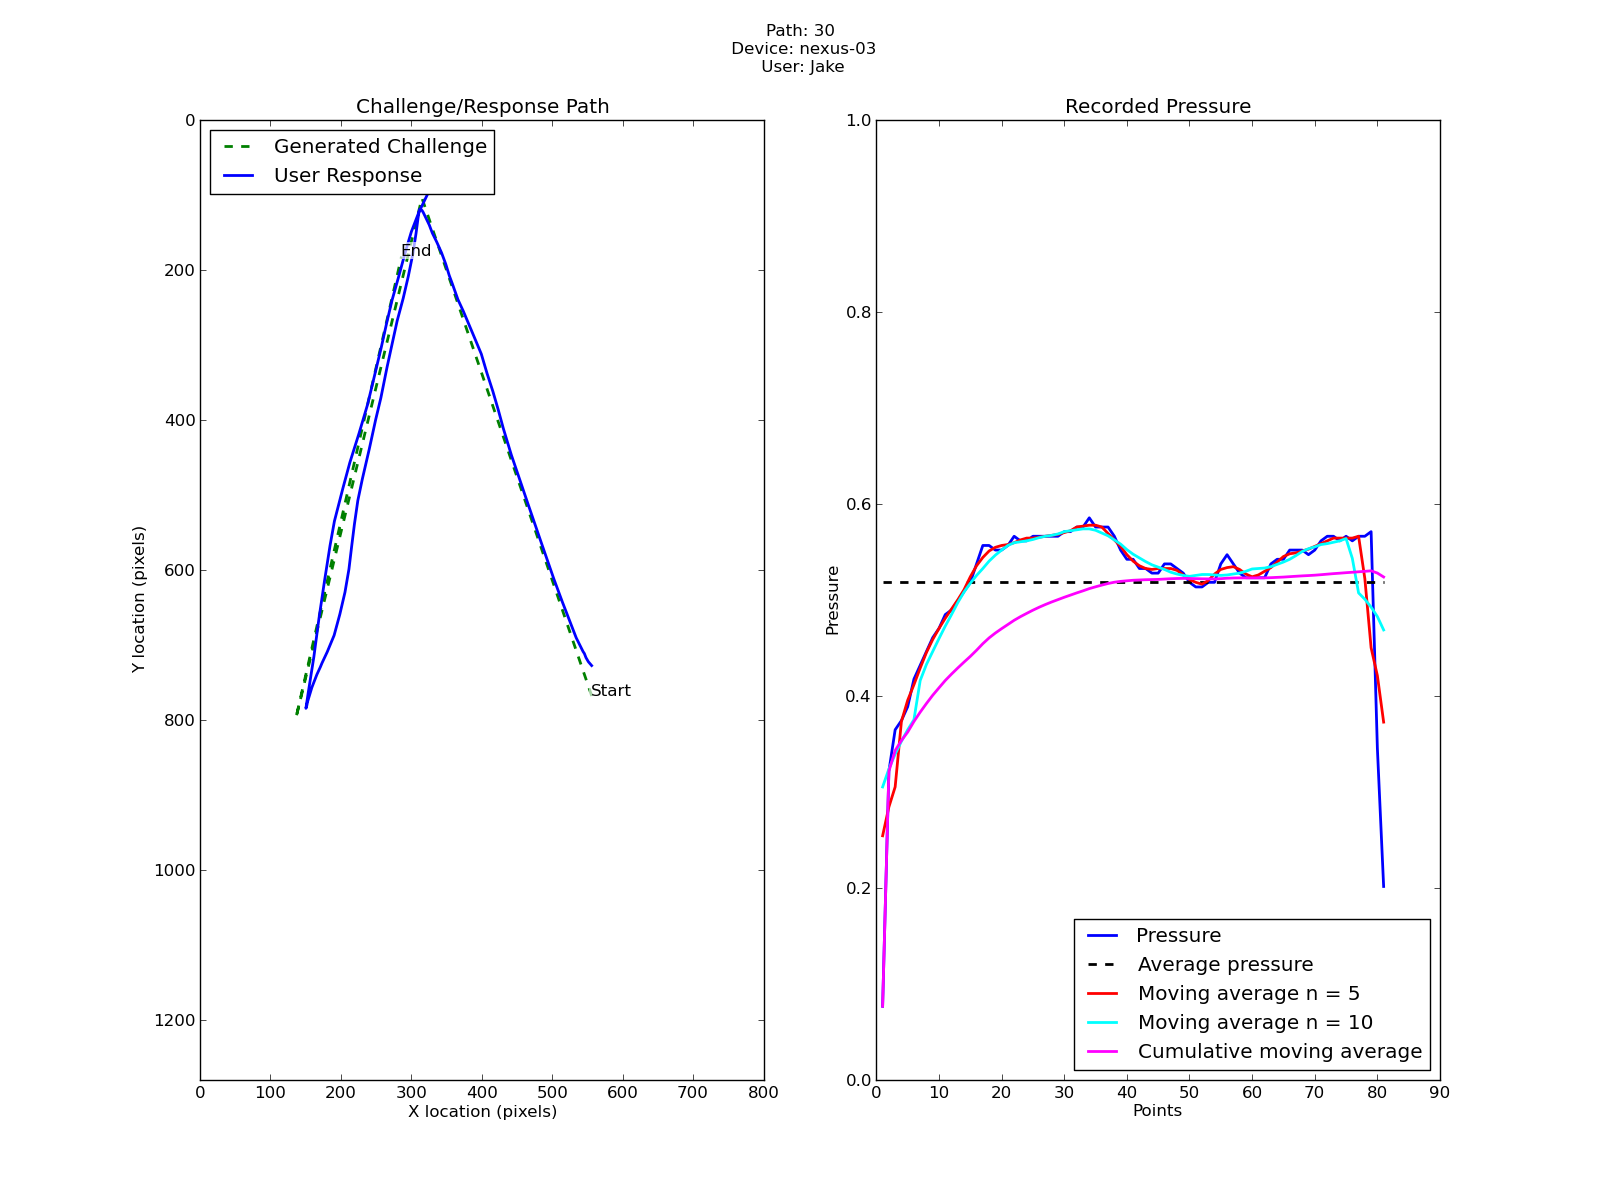 Path: 30
Device: nexus-03
User: Jake
Challenge/Response Path
Generated Challenge
User Response
End
Start
0
200
400
600
800
1000
1200
Y location (pixels)
0 100 200 300 400 500 600 700 800
X location (pixels)
Recorded Pressure
1.0
0.8
0.6
0.4
0.2
0.0
Pressure
Pressure
Average pressure
Moving average n = 5
Moving average n = 10
Cumulative moving average
0 10 20 30 40 50 60 70 80 90
Points